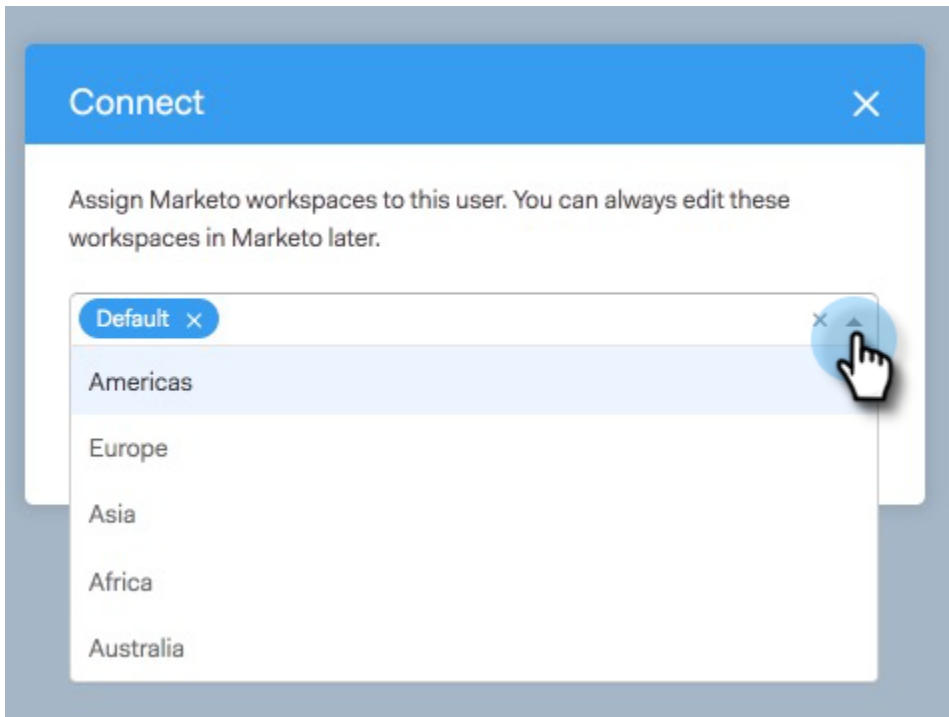 Connect
Assign Marketo workspaces to this user. You can always edit these
workspaces in Marketo later.
Default
Americas
Europe
Asia
Africa
Australia